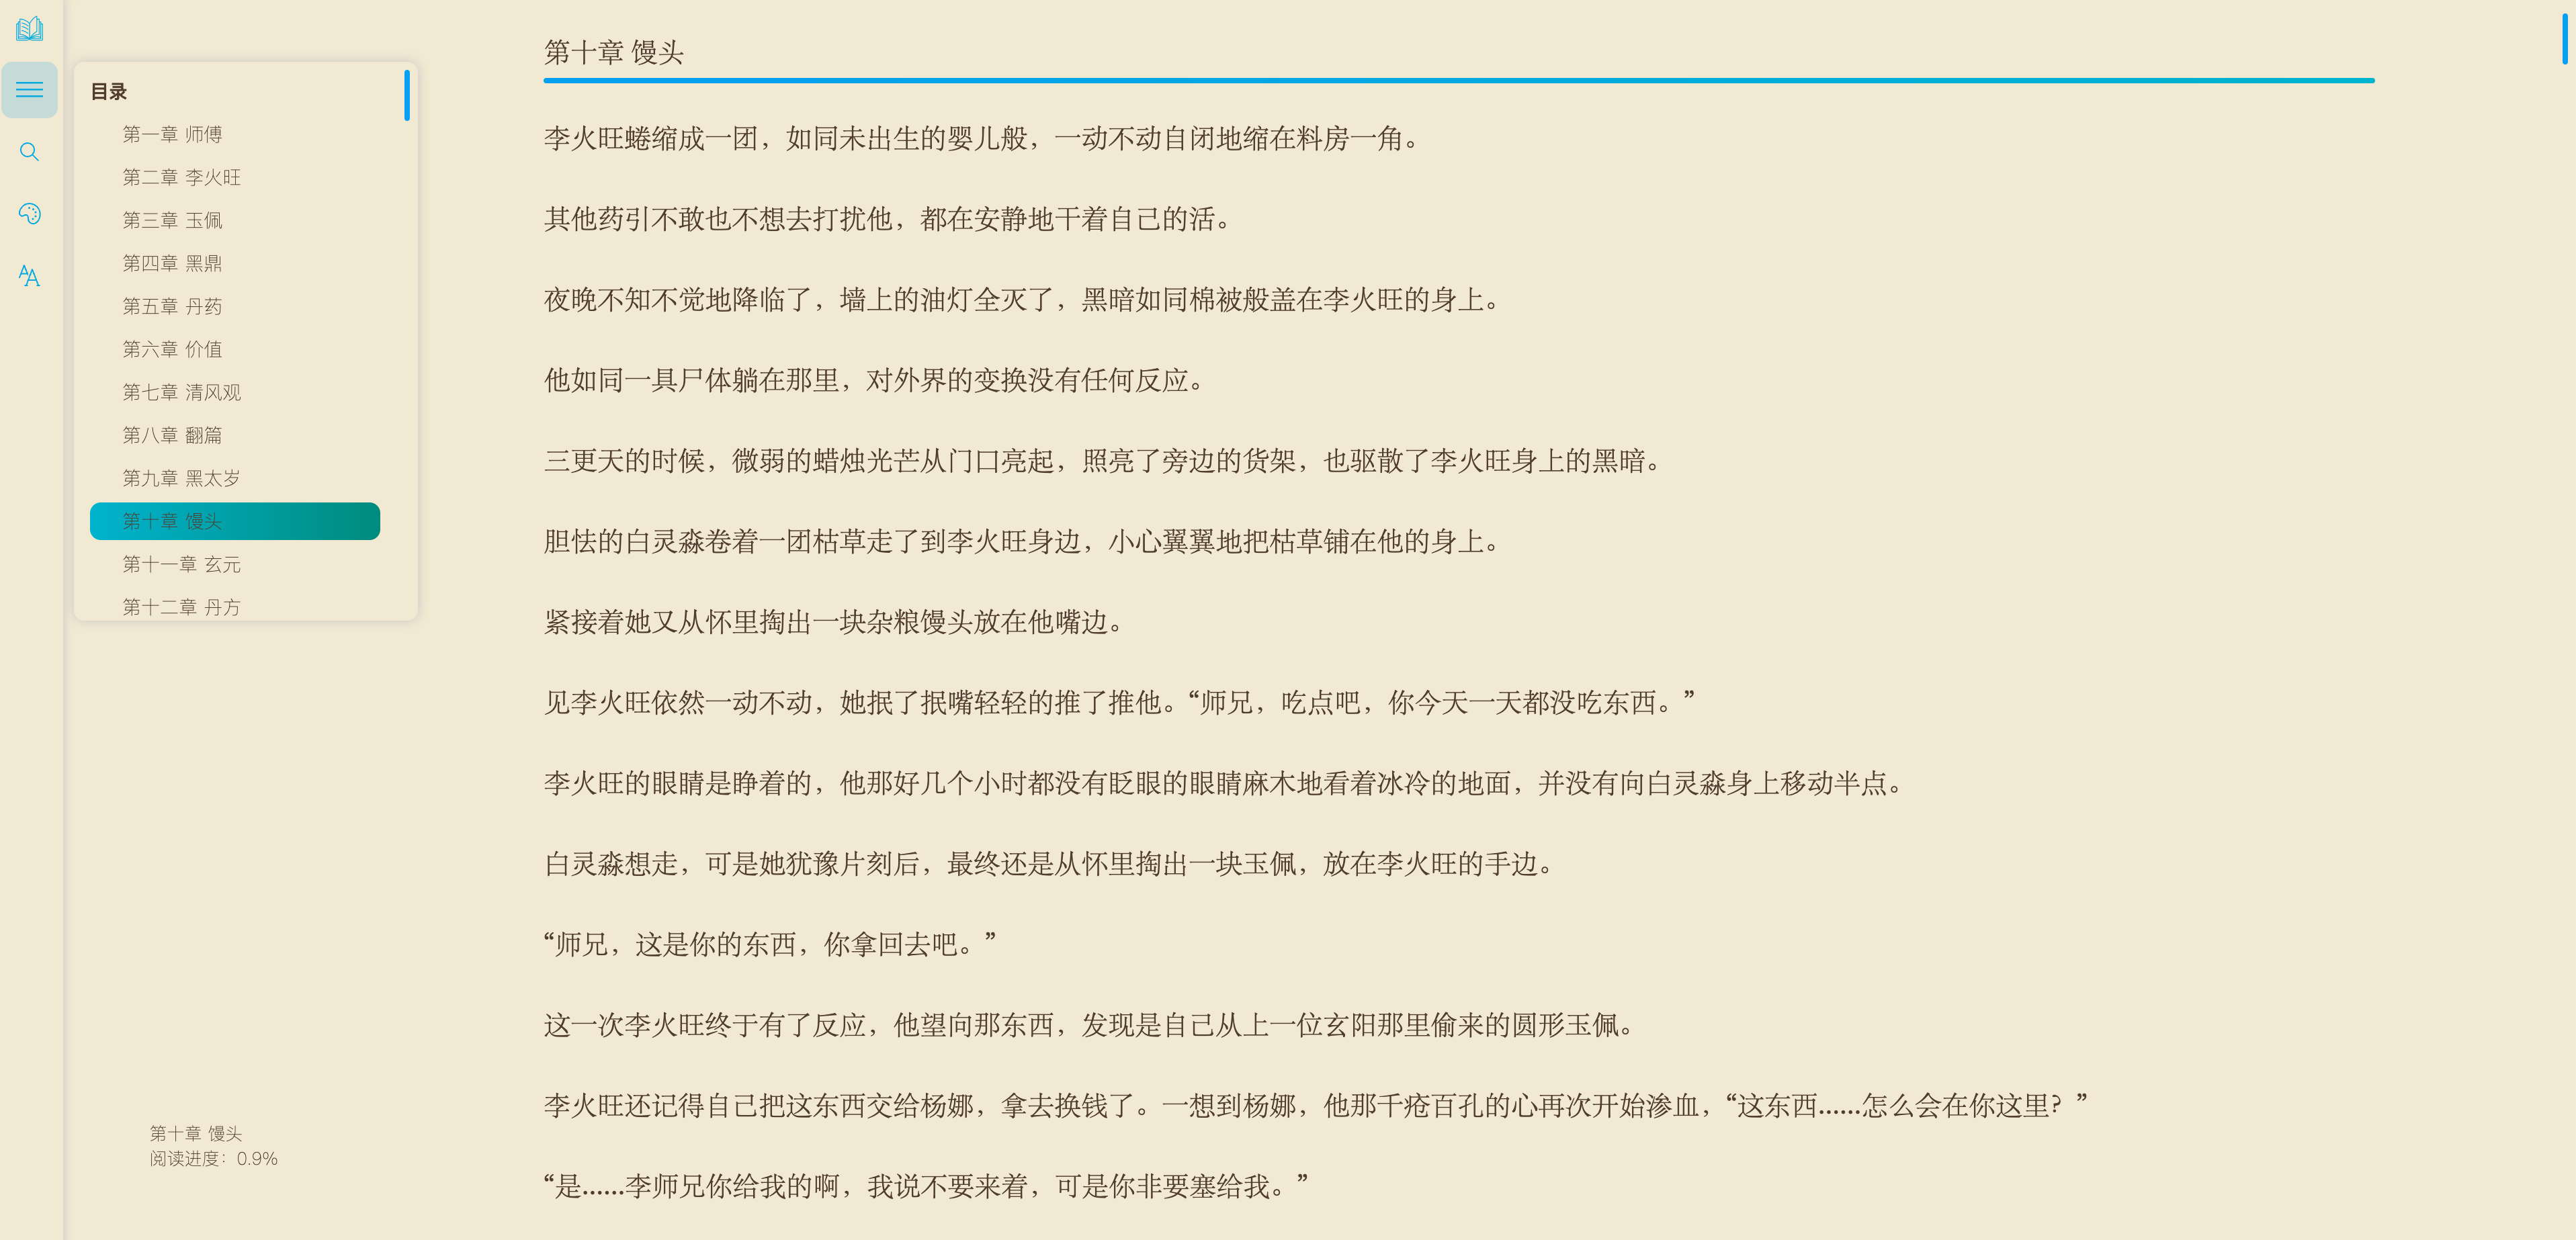 目录
第一章 师傅
第二章 李火旺
第三章 玉佩
第四章 黑鼎
第五章 丹药
第六章 价值
第七章 清风观
第八章 翻篇
第九章 黑太岁
第十章 馒头
第十一章 玄元
第十二章 丹方
第十章 馒头
阅读进度：0.9%
第十章 馒头
李火旺蜷缩成一团，如同未出生的婴儿般，一动不动自闭地缩在料房一角。
其他药引不敢也不想去打扰他，都在安静地干着自己的活。
夜晚不知不觉地降临了，墙上的油灯全灭了，黑暗如同棉被般盖在李火旺的身上。
他如同一具尸体躺在那里，对外界的变换没有任何反应。
三更天的时候，微弱的蜡烛光芒从门口亮起，照亮了旁边的货架，也驱散了李火旺身上的黑暗。
胆怯的白灵淼卷着一团枯草走了到李火旺身边，小心翼翼地把枯草铺在他的身上。
紧接着她又从怀里掏出一块杂粮馒头放在他嘴边。
见李火旺依然一动不动，她抿了抿嘴轻轻的推了推他。“师兄，吃点吧，你今天一天都没吃东西。”
李火旺的眼睛是睁着的，他那好几个小时都没有眨眼的眼睛麻木地看着冰冷的地面，并没有向白灵淼身上移动半点。
白灵淼想走，可是她犹豫片刻后，最终还是从怀里掏出一块玉佩，放在李火旺的手边。
“师兄，这是你的东西，你拿回去吧。”
这一次李火旺终于有了反应，他望向那东西，发现是自己从上一位玄阳那里偷来的圆形玉佩。
李火旺还记得自己把这东西交给杨娜，拿去换钱了。一想到杨娜，他那千疮百孔的心再次开始渗血，“这东西......怎么会在你这里？”
“是......李师兄你给我的啊，我说不要来着，可是你非要塞给我。”